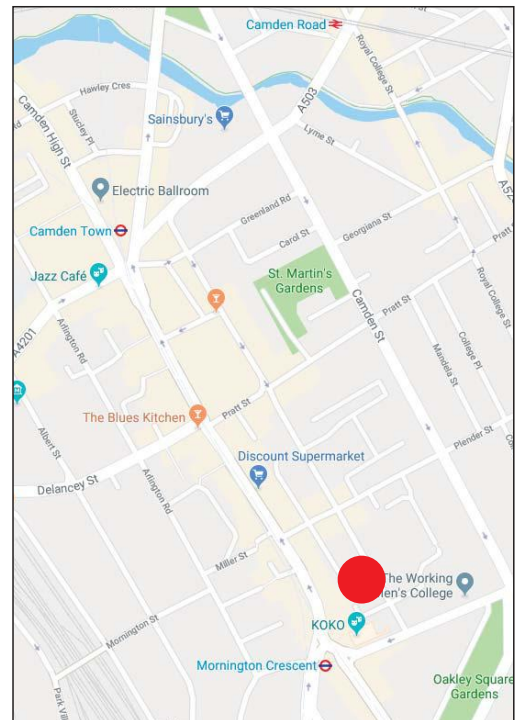 Camden Road
Royal College St
Hawley Cres
A503
Sainsbury's
Stucley Pl
Camden High St
Lyme St
Electric Ballroom
Greenland Rd
Georgiana St
Camden Town
Carol St
Pratt St
Jazz Café
St. Martin's
Gardens
Royal College St
A4201
Arlington Rd
Camden St
Pratt St
College Pl
Mandela St
The Blues Kitchen
Pratt St
Albert St
Plender St
Discount Supermarket
Delancey St
Arlington Rd
Miller St
The Working
en's College
KOKO
Mornington St
Mornington Crescent
Oakley Square
Gardens
Park Vil